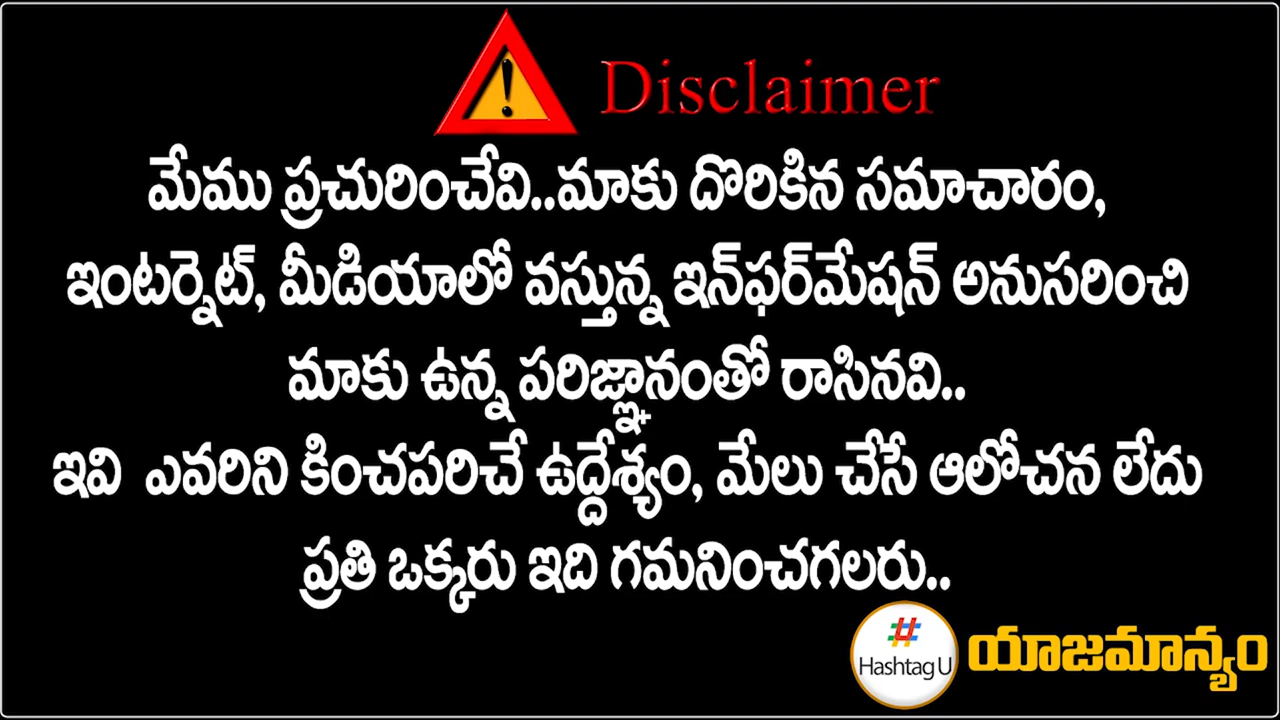 Disclaimer
మేము ప్రచురించేవి..మాకు దొరికిన సమాచారం,
ఇంటర్నెట్, మీడియాలో వస్తున్న ఇన్‌ఫర్‌మేషన్ అనుసరించి
మాకు ఉన్న పరిజ్ఞానంతో రాసినవి..
ఇవి ఎవరిని కించపరిచే ఉద్దేశ్యం, మేలు చేసే ఆలోచన లేదు
ప్రతి ఒక్కరు ఇది గమనించగలరు..
#
Hashtag U
యాజమాన్యం